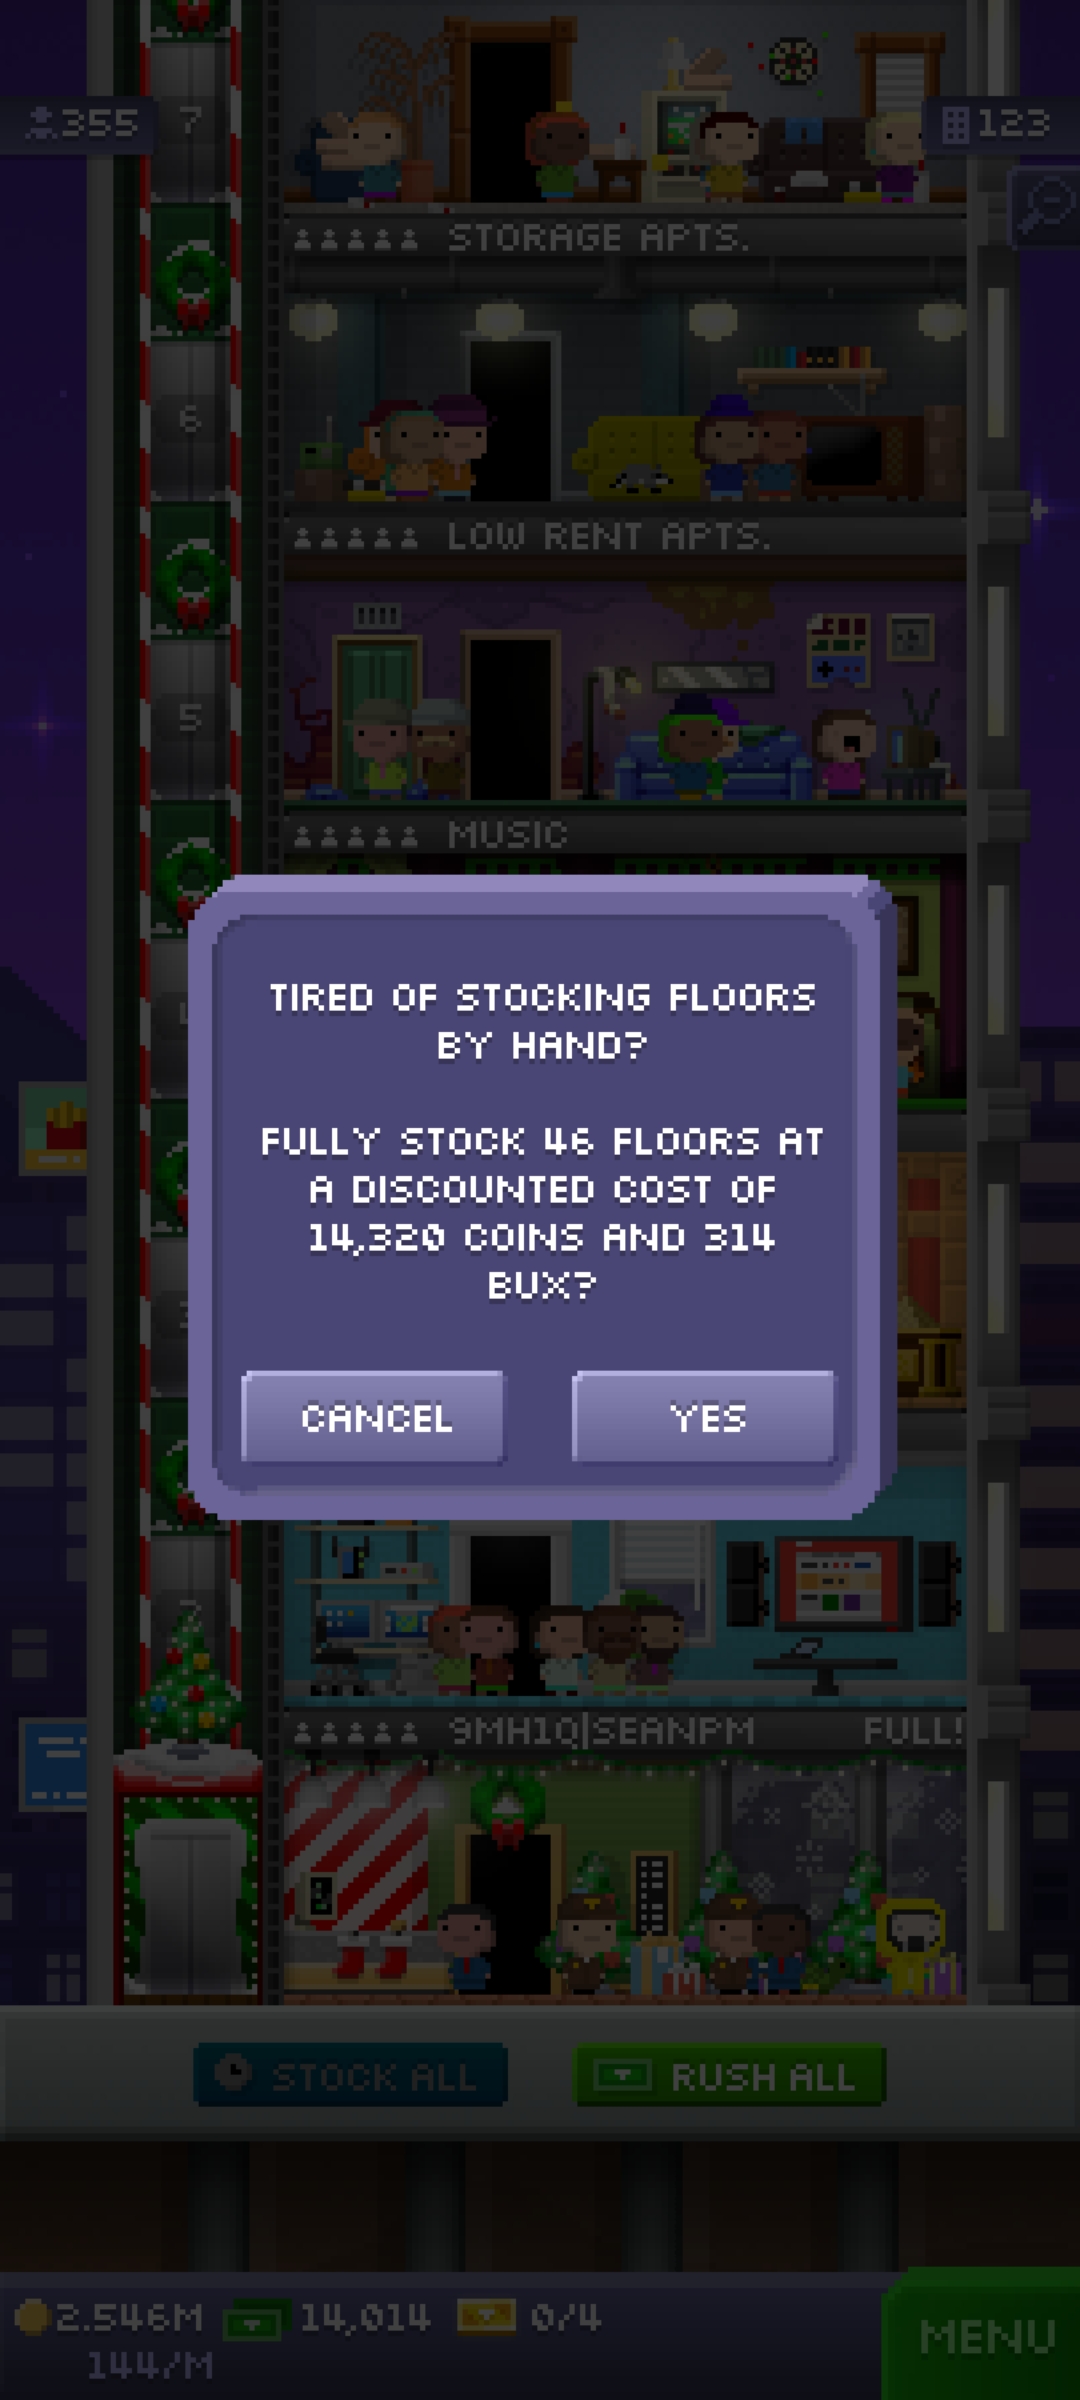 7
355
123
STORAGE APTS.
6
LOW RENT APTS.
5
MUSIC
TIRED OF STOCKING FLOORS
BY HAND?
FULLY STOCK 46 FLOORS AT
A DISCOUNTED COST OF
14,320 COINS AND 314
BUX?
CANCEL
YES
9MH1Q|SEANPM
FULL!
STOCK ALL
RUSH ALL
2.546M
14,014
0/4
144/M
MENU